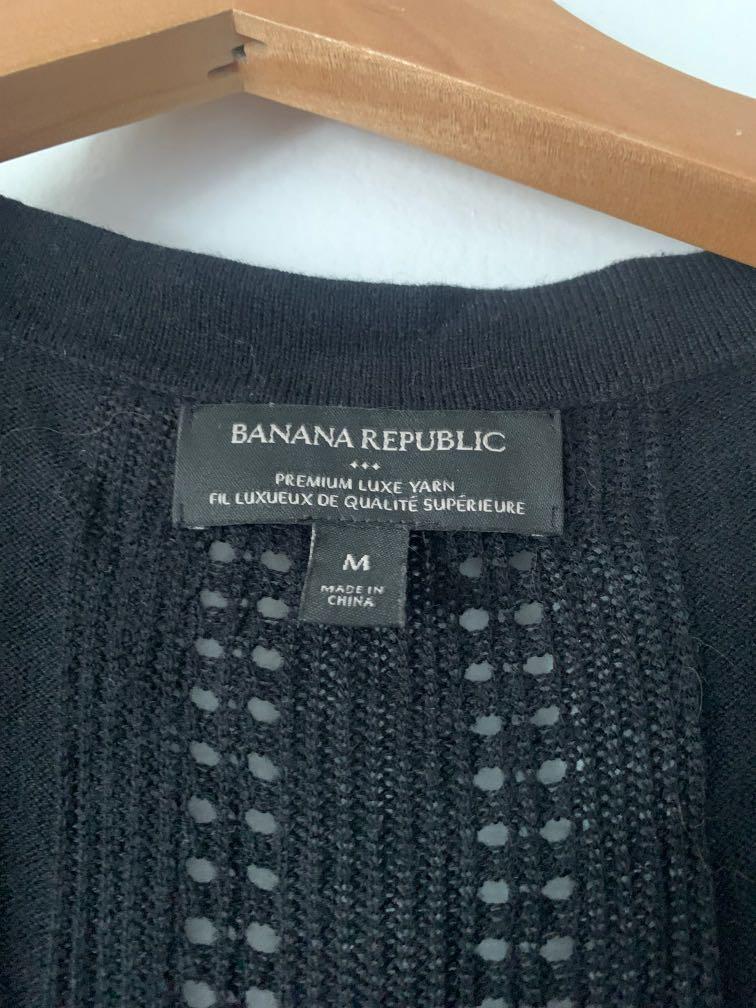 BANANA REPUBLIC
PREMIUM LUXE YARN
FIL LUXUEUX DE QUALITÉ SUPÉRIEURE
M
MADE IN
CHINA